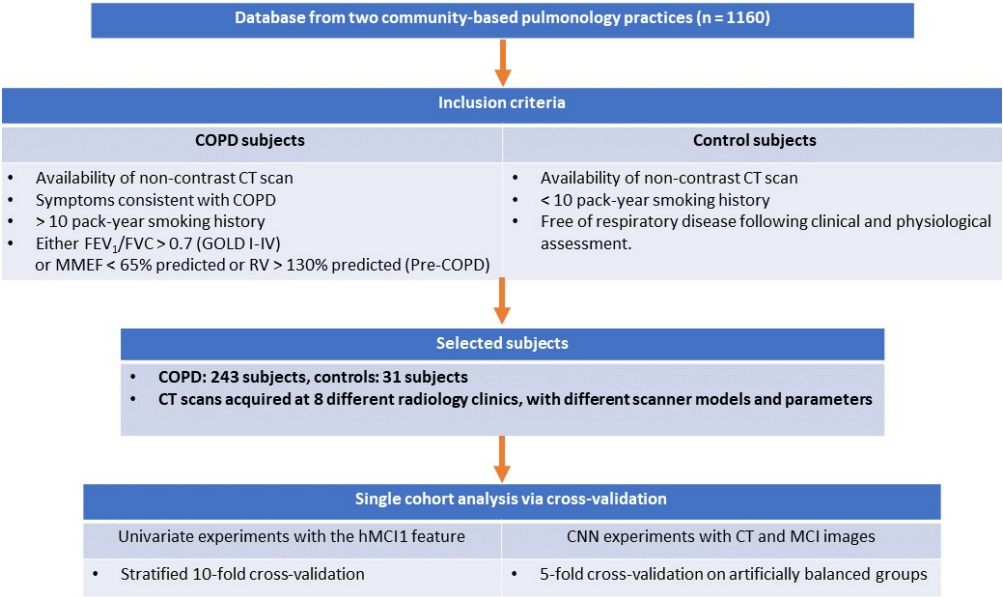 Database from two community-based pulmonology practices (n = 1160)
Inclusion criteria
COPD subjects
• Availability of non-contrast CT scan
• Symptoms consistent with COPD
• > 10 pack-year smoking history
• Either FEV₁/FVC > 0.7 (GOLD I-IV)
or MMEF < 65% predicted or RV > 130% predicted (Pre-COPD)
Control subjects
• Availability of non-contrast CT scan
• < 10 pack-year smoking history
• Free of respiratory disease following clinical and physiological
assessment.
Selected subjects
• COPD: 243 subjects, controls: 31 subjects
• CT scans acquired at 8 different radiology clinics, with different scanner models and parameters
Single cohort analysis via cross-validation
Univariate experiments with the hMCI1 feature
• Stratified 10-fold cross-validation
CNN experiments with CT and MCI images
• 5-fold cross-validation on artificially balanced groups